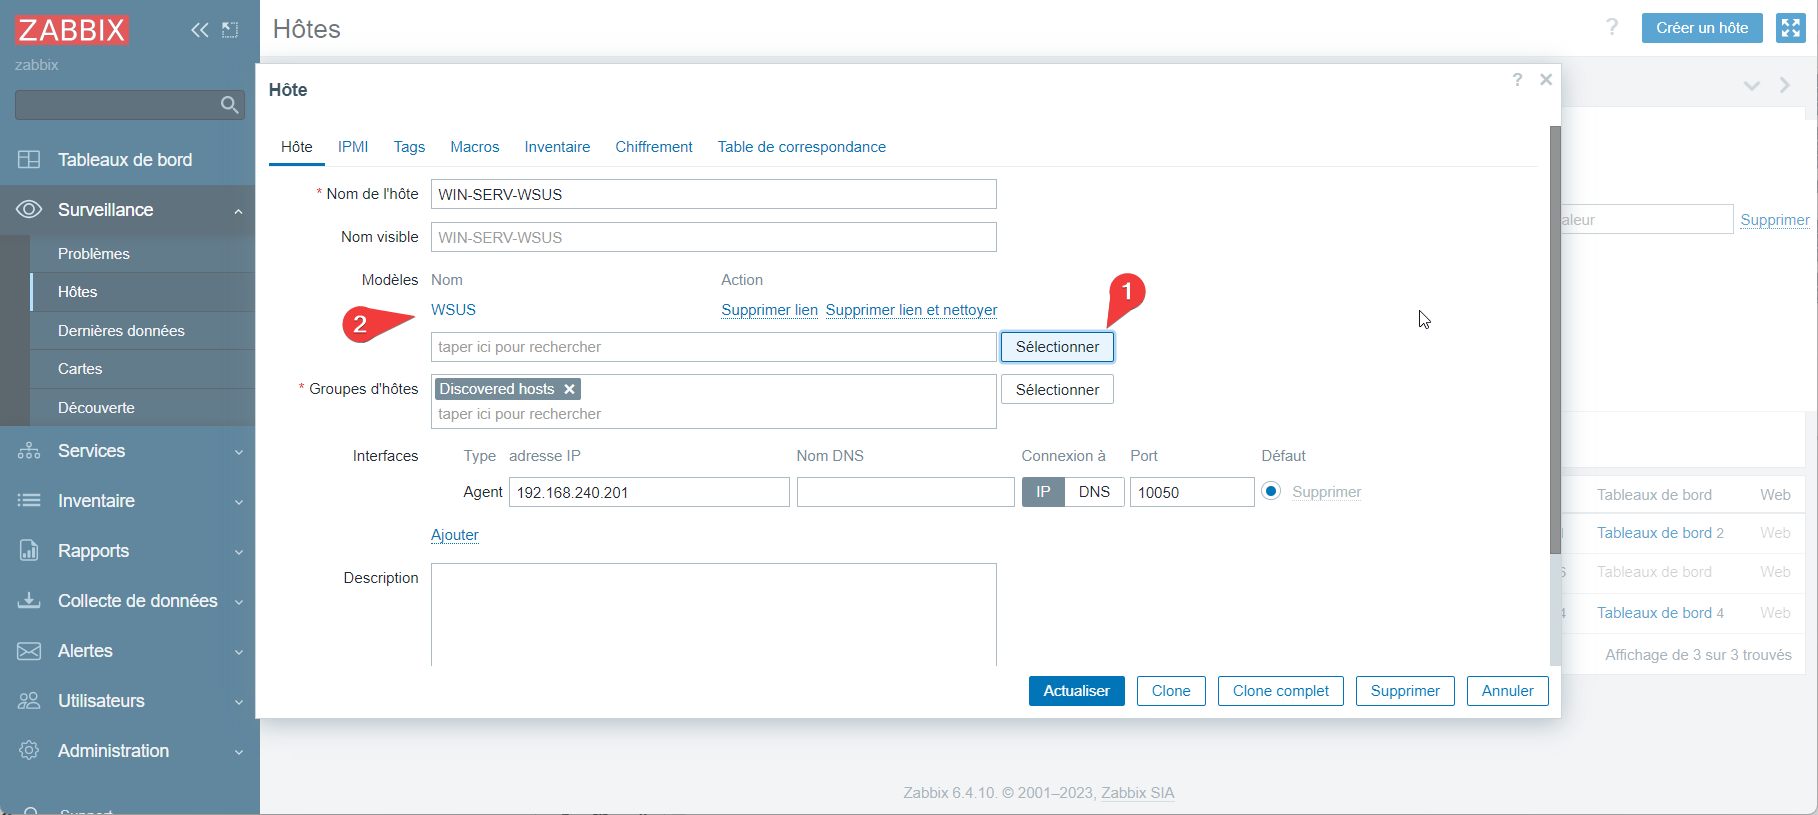 ZABBIX
zabbix
Tableaux de bord
Surveillance
Problèmes
Hôtes
Dernières données
Cartes
Découverte
Services
Inventaire
Rapports
Collecte de données
Alertes
Utilisateurs
Administration
Support
Hôtes
? Créer un hôte
Hôte
? ×
Hôte IPMI Tags Macros Inventaire Chiffrement Table de correspondance
* Nom de l'hôte WIN-SERV-WSUS
Nom visible WIN-SERV-WSUS
Modèles Nom Action
1
WSUS Supprimer lien Supprimer lien et nettoyer
2
taper ici pour rechercher Sélectionner
* Groupes d'hôtes Discovered hosts × Sélectionner
taper ici pour rechercher
Interfaces Type adresse IP Nom DNS Connexion à Port Défaut
Agent 192.168.240.201 IP DNS 10050 Supprimer
Ajouter
Description
Actualiser Clone Clone complet Supprimer Annuler
aleur Supprimer
Tableaux de bord Web
Tableaux de bord 2 Web
Tableaux de bord Web
4 Tableaux de bord 4 Web
Affichage de 3 sur 3 trouvés
Zabbix 6.4.10. © 2001–2023, Zabbix SIA